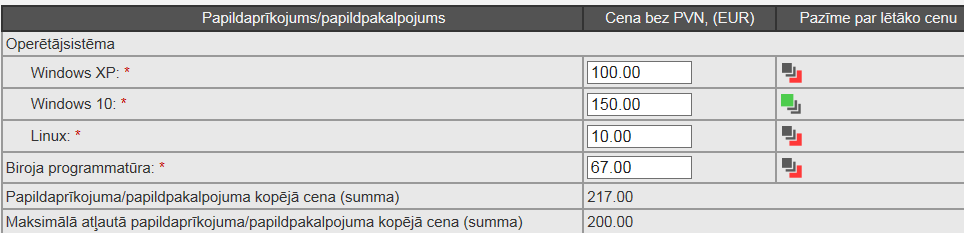 Papildaprīkojums/papildpakalpojums Cena bez PVN, (EUR) Pazīme par lētāko cenu
Operētājsistēma
Windows XP: * 100.00
Windows 10: * 150.00
Linux: * 10.00
Biroja programmatūra: * 67.00
Papildaprīkojuma/papildpakalpojuma kopējā cena (summa) 217.00
Maksimālā atļautā papildaprīkojuma/papildpakalpojuma kopējā cena (summa) 200.00